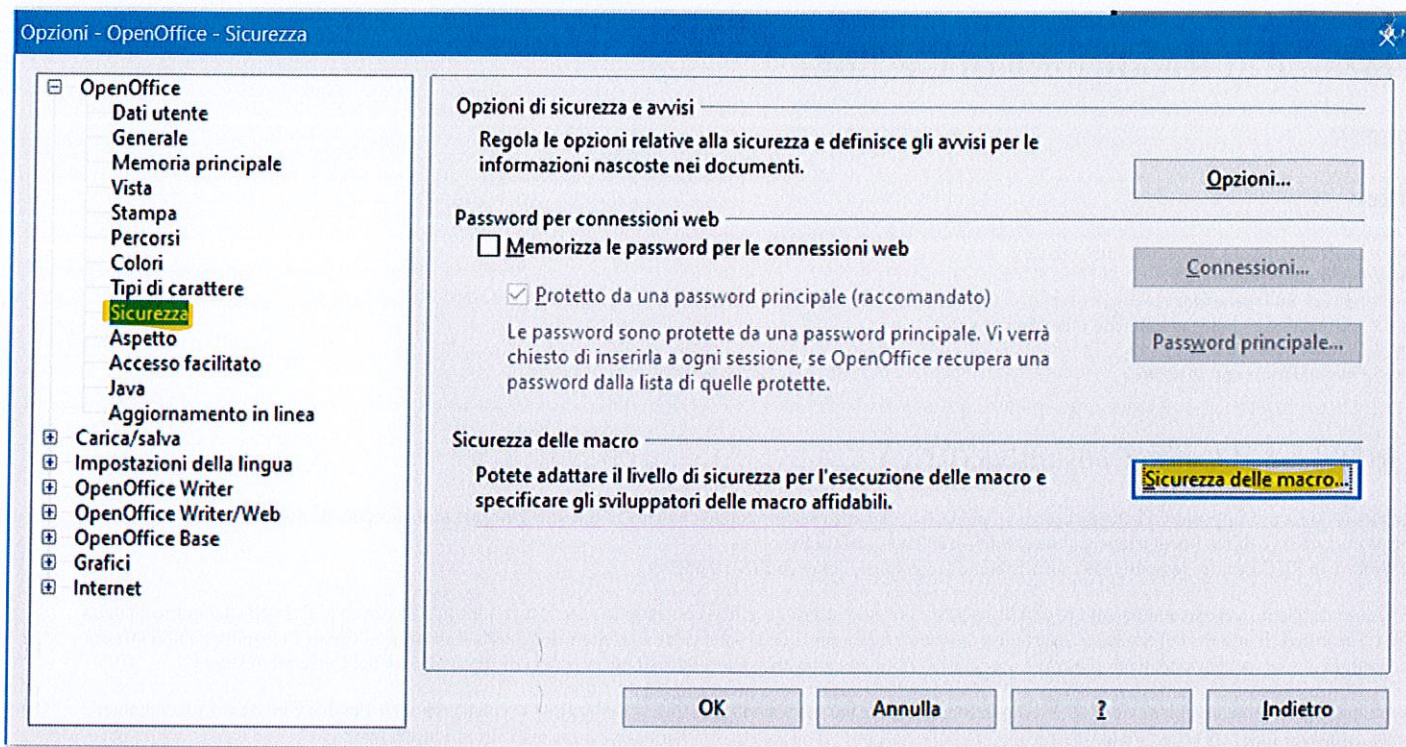 Opzioni - OpenOffice - Sicurezza
OpenOffice
Dati utente
Generale
Memoria principale
Vista
Stampa
Percorsi
Colori
Tipi di carattere
Sicurezza
Aspetto
Accesso facilitato
Java
Aggiornamento in linea
Carica/salva
Impostazioni della lingua
OpenOffice Writer
OpenOffice Writer/Web
OpenOffice Base
Grafici
Internet
Opzioni di sicurezza e avvisi
Regola le opzioni relative alla sicurezza e definisce gli avvisi per le
informazioni nascoste nei documenti.
Opzioni...
Password per connessioni web
Memorizza le password per le connessioni web
Connessioni...
Protetto da una password principale (raccomandato)
Le password sono protette da una password principale. Vi verrà
chiesto di inserirla a ogni sessione, se OpenOffice recupera una
password dalla lista di quelle protette.
Password principale...
Sicurezza delle macro
Potete adattare il livello di sicurezza per l'esecuzione delle macro e
specificare gli sviluppatori delle macro affidabili.
Sicurezza delle macro...
OK
Annulla
?
Indietro